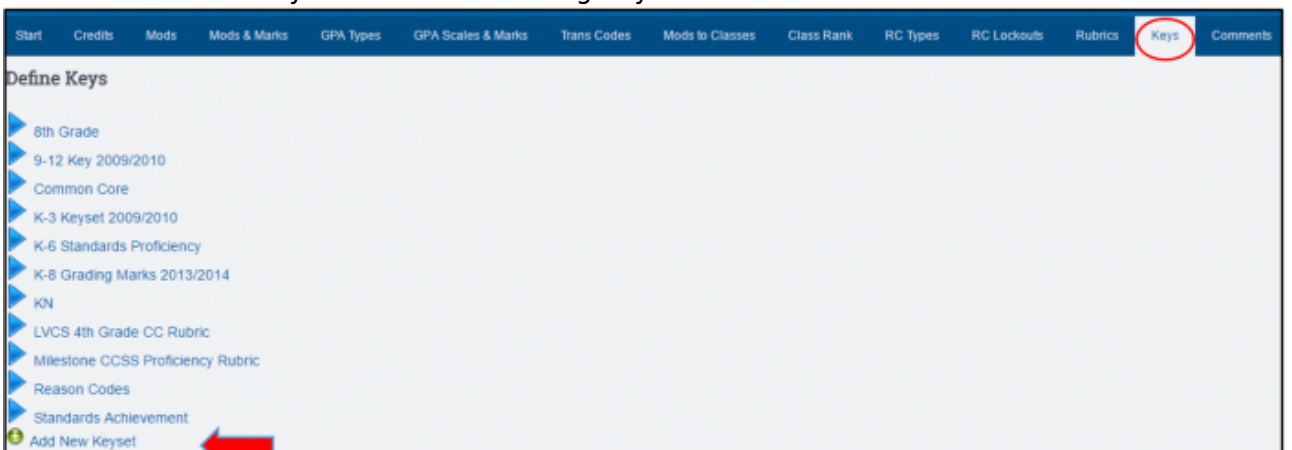 Start Credits Mods Mods & Marks GPA Types GPA Scales & Marks Trans Codes Mods to Classes Class Rank RC Types RC Lockouts Rubrics Keys Comments
Define Keys
8th Grade
9-12 Key 2009/2010
Common Core
K-3 Keyset 2009/2010
K-6 Standards Proficiency
K-8 Grading Marks 2013/2014
KN
LVCS 4th Grade CC Rubric
Milestone CCSS Proficiency Rubric
Reason Codes
Standards Achievement
Add New Keyset